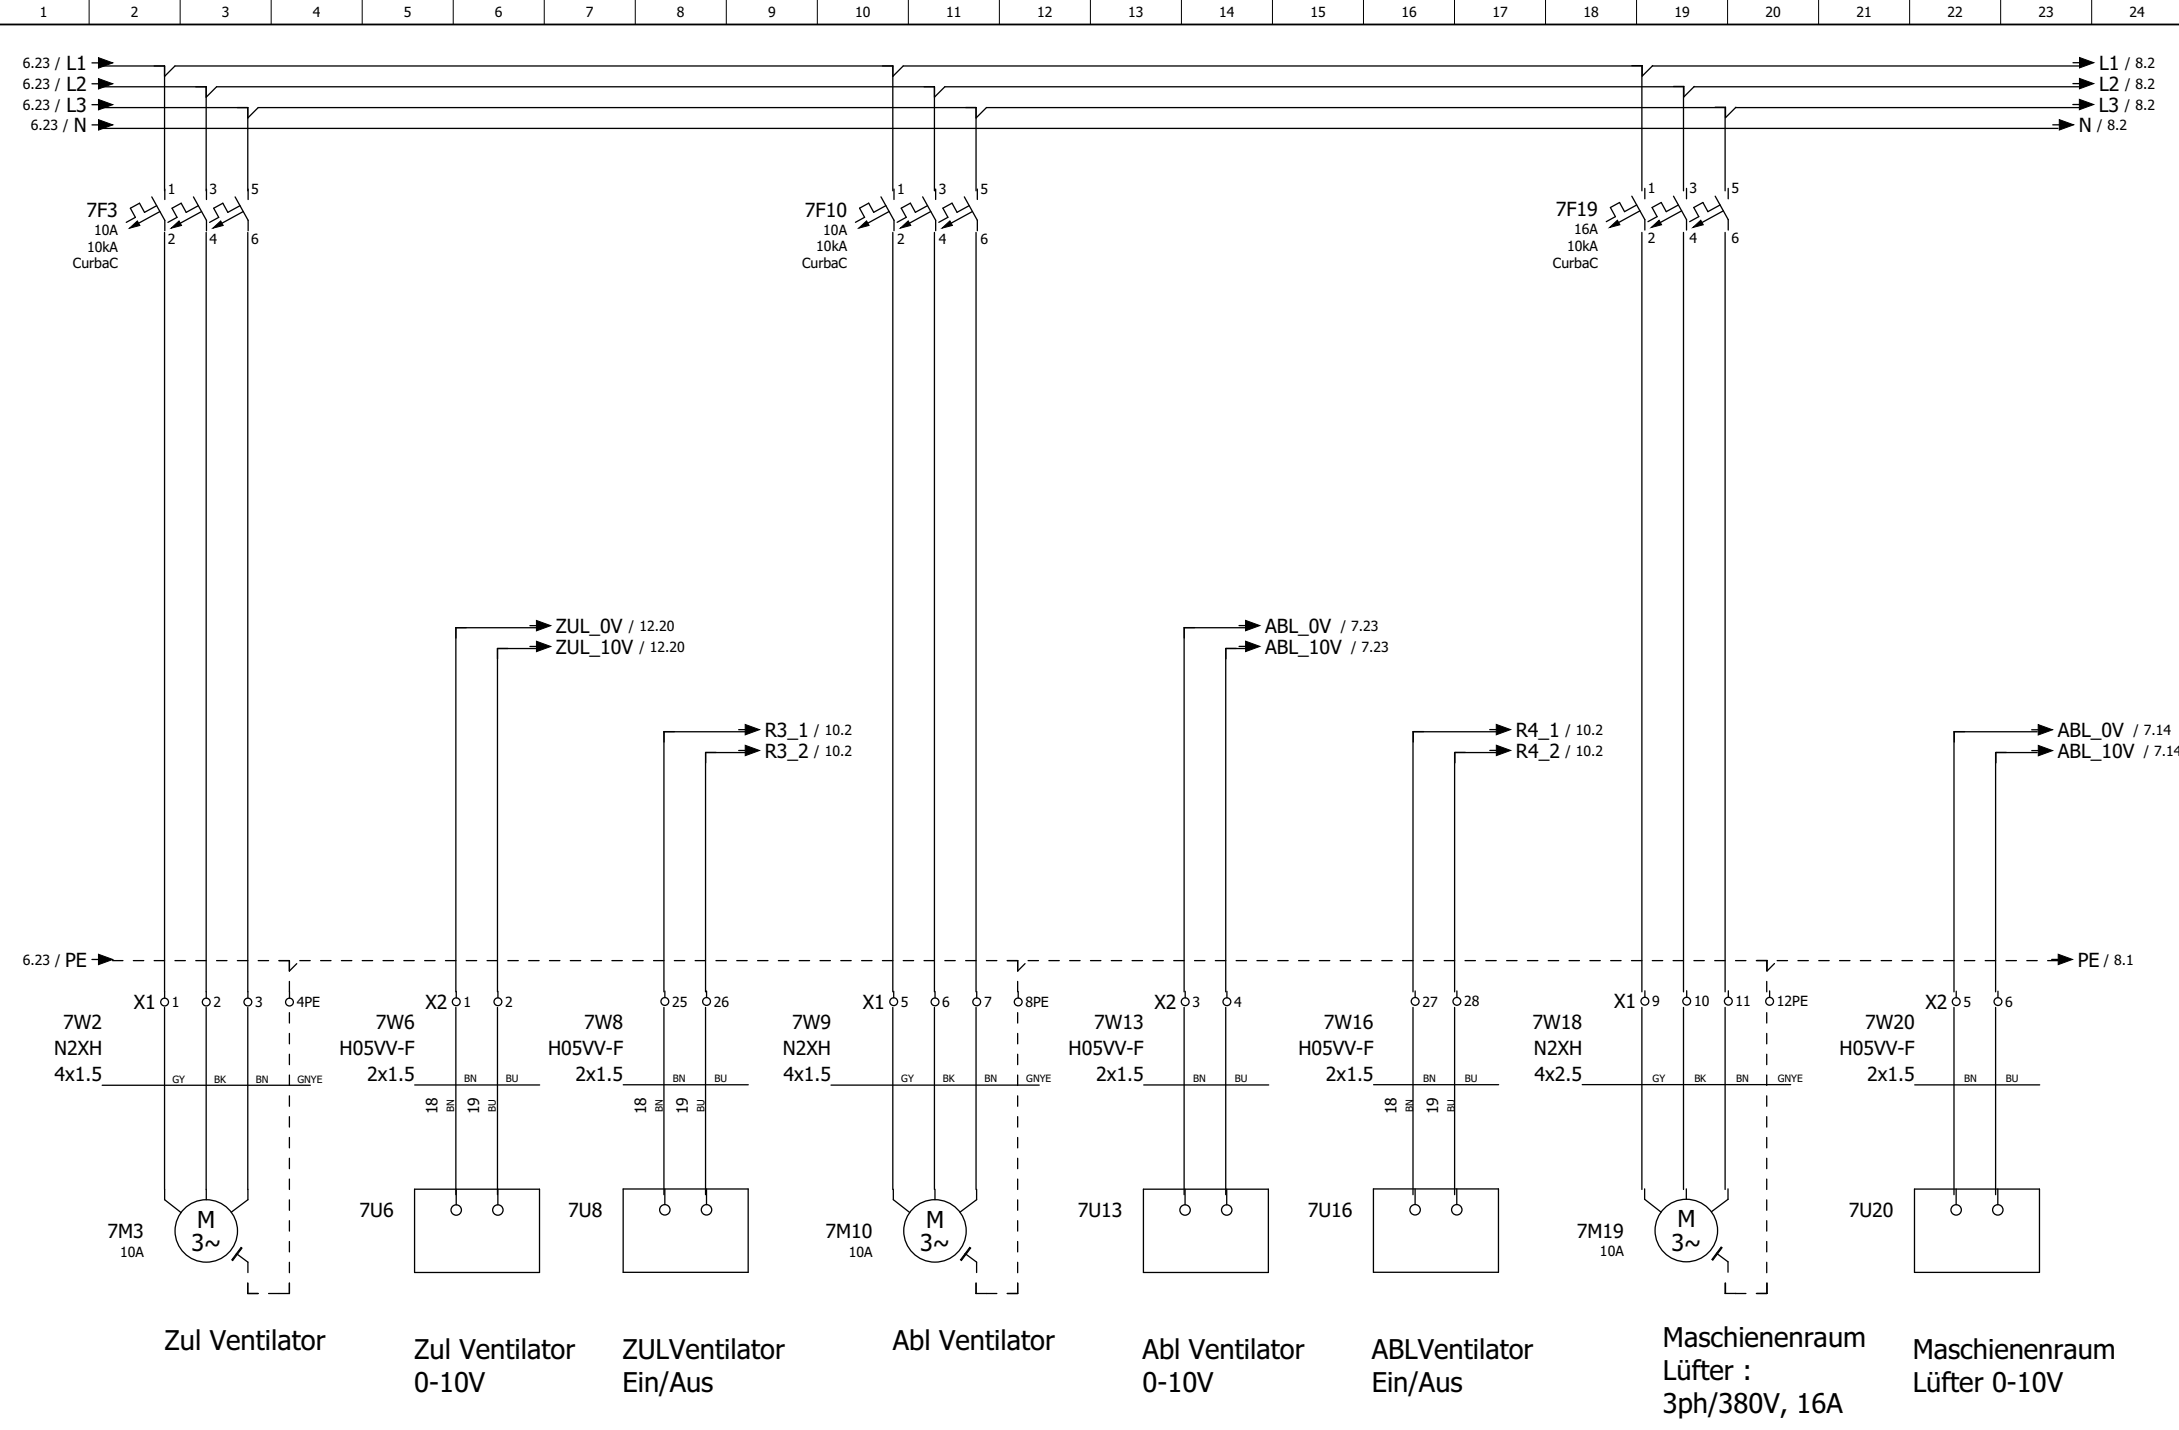 1 2 3 4 5 6 7 8 9 10 11 12 13 14 15 16 17 18 19 20 21 22 23 24
6.23 / L1
L1 / 8.2
6.23 / L2
L2 / 8.2
6.23 / L3
L3 / 8.2
6.23 / N
N / 8.2
1 3 5
7F3
10A
10kA
CurbaC
2 4 6
1 3 5
7F10
10A
10kA
CurbaC
2 4 6
1 3 5
7F19
16A
10kA
CurbaC
2 4 6
ZUL_0V / 12.20
ZUL_10V / 12.20
ABL_0V / 7.23
ABL_10V / 7.23
R3_1 / 10.2
R3_2 / 10.2
R4_1 / 10.2
R4_2 / 10.2
ABL_0V / 7.14
ABL_10V / 7.14
6.23 / PE
PE / 8.1
X1 1 2 3 4PE
7W2
N2XH
4x1.5
GY BK BN GNYE
X2 1 2
7W6
H05VV-F
2x1.5
BN BU
18 BN 19 BU
25 26
7W8
H05VV-F
2x1.5
BN BU
18 BN 19 BU
X1 5 6 7 8PE
7W9
N2XH
4x1.5
GY BK BN GNYE
X2 3 4
7W13
H05VV-F
2x1.5
BN BU
27 28
7W16
H05VV-F
2x1.5
BN BU
18 BN 19 BU
X1 9 10 11 12PE
7W18
N2XH
4x2.5
GY BK BN GNYE
X2 5 6
7W20
H05VV-F
2x1.5
BN BU
7M3
10A
M
3~
7U6
7U8
7M10
10A
M
3~
7U13
7U16
7M19
10A
M
3~
7U20
Zul Ventilator
Zul Ventilator
0-10V
ZULVentilator
Ein/Aus
Abl Ventilator
Abl Ventilator
0-10V
ABLVentilator
Ein/Aus
Maschienenraum
Lüfter :
3ph/380V, 16A
Maschienenraum
Lüfter 0-10V